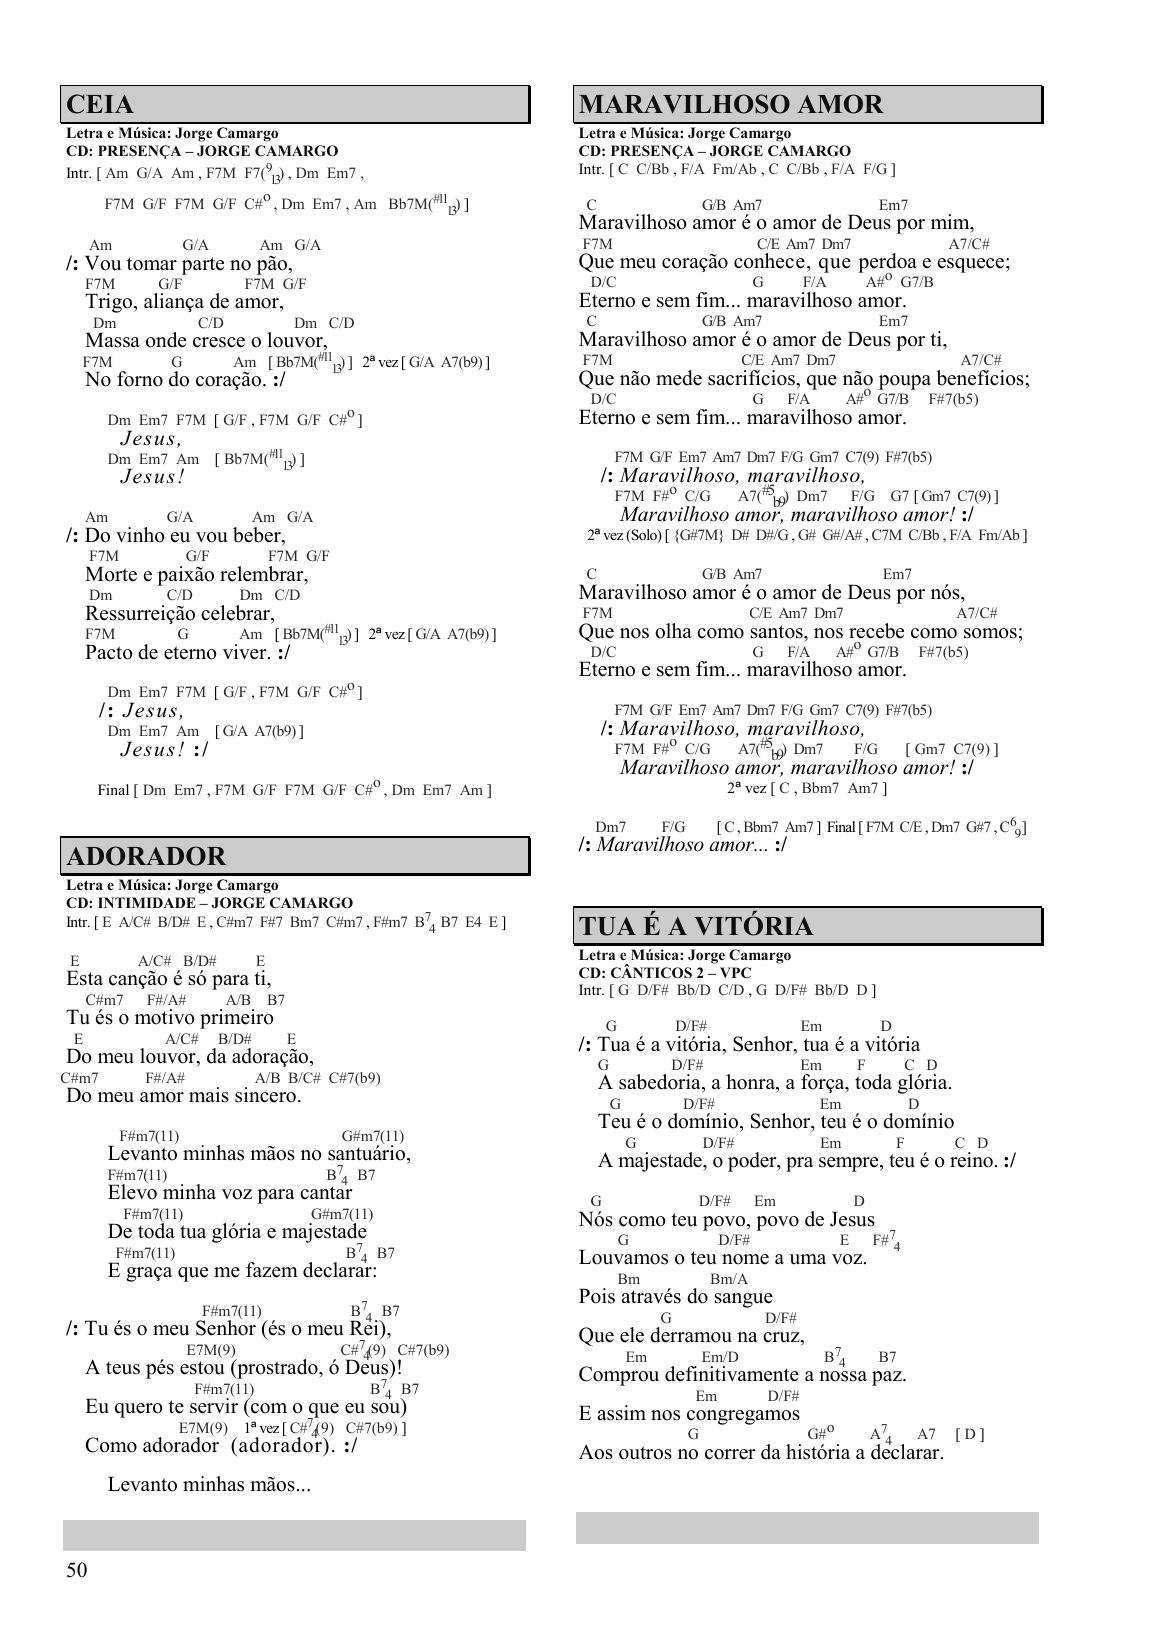 CEIA
Letra e Música: Jorge Camargo
CD: PRESENÇA – JORGE CAMARGO
Intr. [ Am G/A Am , F7M F7(9 13) , Dm Em7 ,
F7M G/F F7M G/F C#º , Dm Em7 , Am Bb7M(#11 13) ]
Am G/A Am G/A
/: Vou tomar parte no pão,
F7M G/F F7M G/F
Trigo, aliança de amor,
Dm C/D Dm C/D
Massa onde cresce o louvor,
F7M G Am [ Bb7M(#11 13) ] 2ª vez [ G/A A7(b9) ]
No forno do coração. :/
Dm Em7 F7M [ G/F , F7M G/F C#º ]
Jesus,
Dm Em7 Am [ Bb7M(#11 13) ]
Jesus!
Am G/A Am G/A
/: Do vinho eu vou beber,
F7M G/F F7M G/F
Morte e paixão relembrar,
Dm C/D Dm C/D
Ressurreição celebrar,
F7M G Am [ Bb7M(#11 13) ] 2ª vez [ G/A A7(b9) ]
Pacto de eterno viver. :/
Dm Em7 F7M [ G/F , F7M G/F C#º ]
/: Jesus,
Dm Em7 Am [ G/A A7(b9) ]
Jesus! :/
Final [ Dm Em7 , F7M G/F F7M G/F C#º , Dm Em7 Am ]
ADORADOR
Letra e Música: Jorge Camargo
CD: INTIMIDADE – JORGE CAMARGO
Intr. [ E A/C# B/D# E , C#m7 F#7 Bm7 C#m7 , F#m7 B7 4 B7 E4 E ]
E A/C# B/D# E
Esta canção é só para ti,
C#m7 F#/A# A/B B7
Tu és o motivo primeiro
E A/C# B/D# E
Do meu louvor, da adoração,
C#m7 F#/A# A/B B/C# C#7(b9)
Do meu amor mais sincero.
F#m7(11) G#m7(11)
Levanto minhas mãos no santuário,
F#m7(11) B7 4 B7
Elevo minha voz para cantar
F#m7(11) G#m7(11)
De toda tua glória e majestade
F#m7(11) B7 4 B7
E graça que me fazem declarar:
F#m7(11) B7 4 B7
/: Tu és o meu Senhor (és o meu Rei),
E7M(9) C#7 4(9) C#7(b9)
A teus pés estou (prostrado, ó Deus)!
F#m7(11) B7 4 B7
Eu quero te servir (com o que eu sou)
E7M(9) 1ª vez [ C#7 4(9) C#7(b9) ]
Como adorador (adorador). :/
Levanto minhas mãos...
50
MARAVILHOSO AMOR
Letra e Música: Jorge Camargo
CD: PRESENÇA – JORGE CAMARGO
Intr. [ C C/Bb , F/A Fm/Ab , C C/Bb , F/A F/G ]
C G/B Am7 Em7
Maravilhoso amor é o amor de Deus por mim,
F7M C/E Am7 Dm7 A7/C#
Que meu coração conhece, que perdoa e esquece;
D/C G F/A A#º G7/B
Eterno e sem fim... maravilhoso amor.
C G/B Am7 Em7
Maravilhoso amor é o amor de Deus por ti,
F7M C/E Am7 Dm7 A7/C#
Que não mede sacrifícios, que não poupa benefícios;
D/C G F/A A#º G7/B F#7(b5)
Eterno e sem fim... maravilhoso amor.
F7M G/F Em7 Am7 Dm7 F/G Gm7 C7(9) F#7(b5)
/: Maravilhoso, maravilhoso,
F7M F#º C/G A7(#5 b9) Dm7 F/G G7 [ Gm7 C7(9) ]
Maravilhoso amor, maravilhoso amor! :/
2ª vez (Solo) [ {G#7M} D# D#/G , G# G#/A# , C7M C/Bb , F/A Fm/Ab ]
C G/B Am7 Em7
Maravilhoso amor é o amor de Deus por nós,
F7M C/E Am7 Dm7 A7/C#
Que nos olha como santos, nos recebe como somos;
D/C G F/A A#º G7/B F#7(b5)
Eterno e sem fim... maravilhoso amor.
F7M G/F Em7 Am7 Dm7 F/G Gm7 C7(9) F#7(b5)
/: Maravilhoso, maravilhoso,
F7M F#º C/G A7(#5 b9) Dm7 F/G [ Gm7 C7(9) ]
Maravilhoso amor, maravilhoso amor! :/
2ª vez [ C , Bbm7 Am7 ]
Dm7 F/G [ C , Bbm7 Am7 ] Final [ F7M C/E , Dm7 G#7 , C6 9 ]
/: Maravilhoso amor... :/
TUA É A VITÓRIA
Letra e Música: Jorge Camargo
CD: CÂNTICOS 2 – VPC
Intr. [ G D/F# Bb/D C/D , G D/F# Bb/D D ]
G D/F# Em D
/: Tua é a vitória, Senhor, tua é a vitória
G D/F# Em F C D
A sabedoria, a honra, a força, toda glória.
G D/F# Em D
Teu é o domínio, Senhor, teu é o domínio
G D/F# Em F C D
A majestade, o poder, pra sempre, teu é o reino. :/
G D/F# Em D
Nós como teu povo, povo de Jesus
G D/F# E F#7 4
Louvamos o teu nome a uma voz.
Bm Bm/A
Pois através do sangue
G D/F#
Que ele derramou na cruz,
Em Em/D B7 4 B7
Comprou definitivamente a nossa paz.
Em D/F#
E assim nos congregamos
G G#º A7 4 A7 [ D ]
Aos outros no correr da história a declarar.